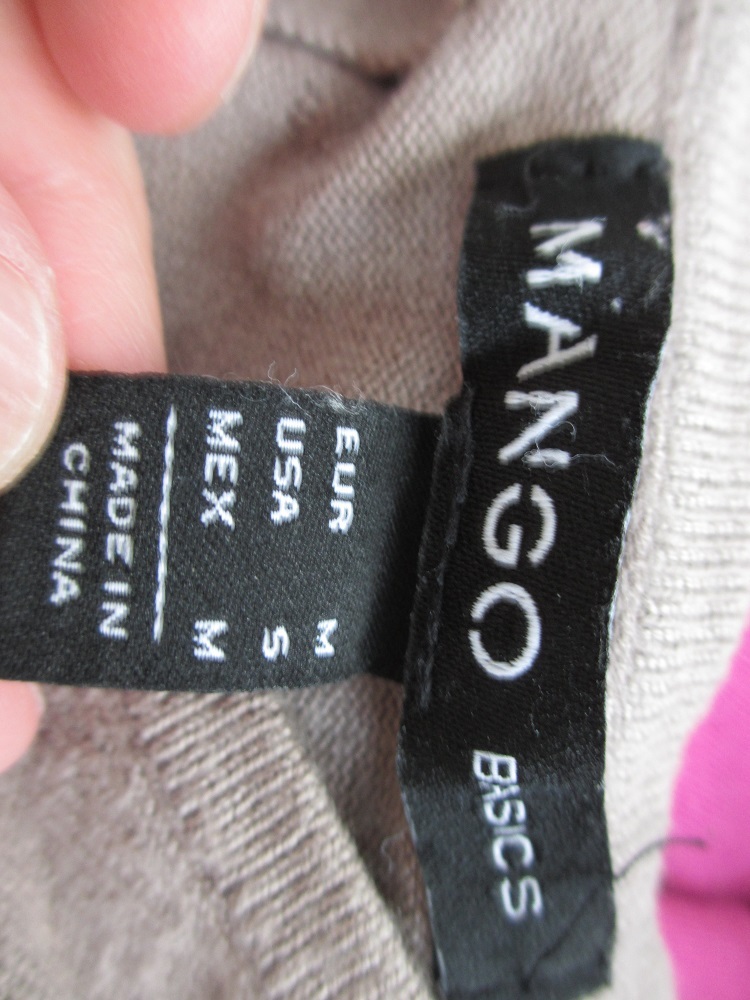 MANGO
BASICS
EUR M
USA S
MEX M
MADE IN
CHINA